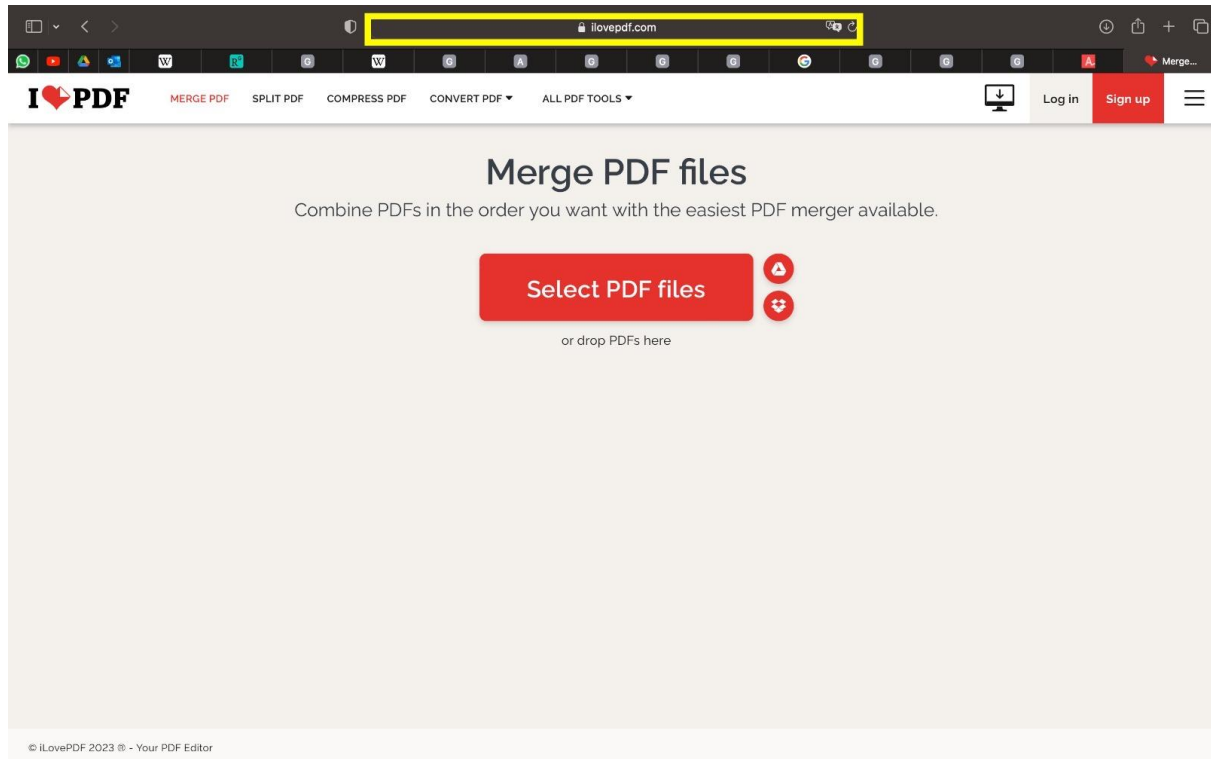 ilovepdf.com
W R G W G A G G G G G G G A. Merge...
I PDF MERGE PDF SPLIT PDF COMPRESS PDF CONVERT PDF ALL PDF TOOLS Log in Sign up
Merge PDF files
Combine PDFs in the order you want with the easiest PDF merger available.
Select PDF files
or drop PDFs here
© iLovePDF 2023 ® - Your PDF Editor